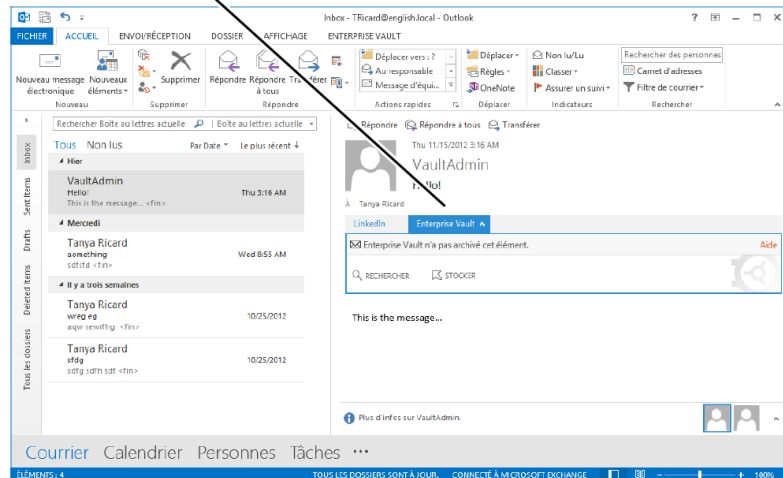 Inbox - TRicard@english.local - Outlook
FICHIER ACCUEIL ENVOI/RÉCEPTION DOSSIER AFFICHAGE ENTERPRISE VAULT
Nouveau message électronique
Nouveaux éléments
Supprimer
Répondre
Répondre à tous
Transférer
Déplacer vers : ?
Au responsable
Message d'équi...
Déplacer
Règles
OneNote
Non lu/Lu
Classer
Assurer un suivi
Rechercher des personnes
Carnet d'adresses
Filtre de courrier
Nouveau Supprimer Répondre Actions rapides Déplacer Indicateurs Rechercher
Rechercher Boîte au lettres actuelle Boîte au lettres actuelle
Tous Non lus Par Date Le plus récent
Hier
VaultAdmin
Hello! Thu 3:16 AM
This is the message... <fin>
Mercredi
Tanya Ricard
something Wed 8:55 AM
sdfsfd <fin>
Il y a trois semaines
Tanya Ricard
wreg eg 10/25/2012
<fin>
Tanya Ricard
sfdg 10/25/2012
sdfg sdfh sdf <fin>
Inbox
Sent Items
Drafts
Deleted Items
Tous les dossiers
Répondre Répondre à tous Transférer
Thu 11/15/2012 3:16 AM
VaultAdmin
Hello!
À Tanya Ricard
LinkedIn Enterprise Vault
Enterprise Vault n'a pas archivé cet élément. Aide
RECHERCHER STOCKER
This is the message...
Plus d'infos sur VaultAdmin.
Courrier Calendrier Personnes Tâches ...
ÉLÉMENTS : 4 TOUS LES DOSSIERS SONT À JOUR. CONNECTÉ À MICROSOFT EXCHANGE 100%